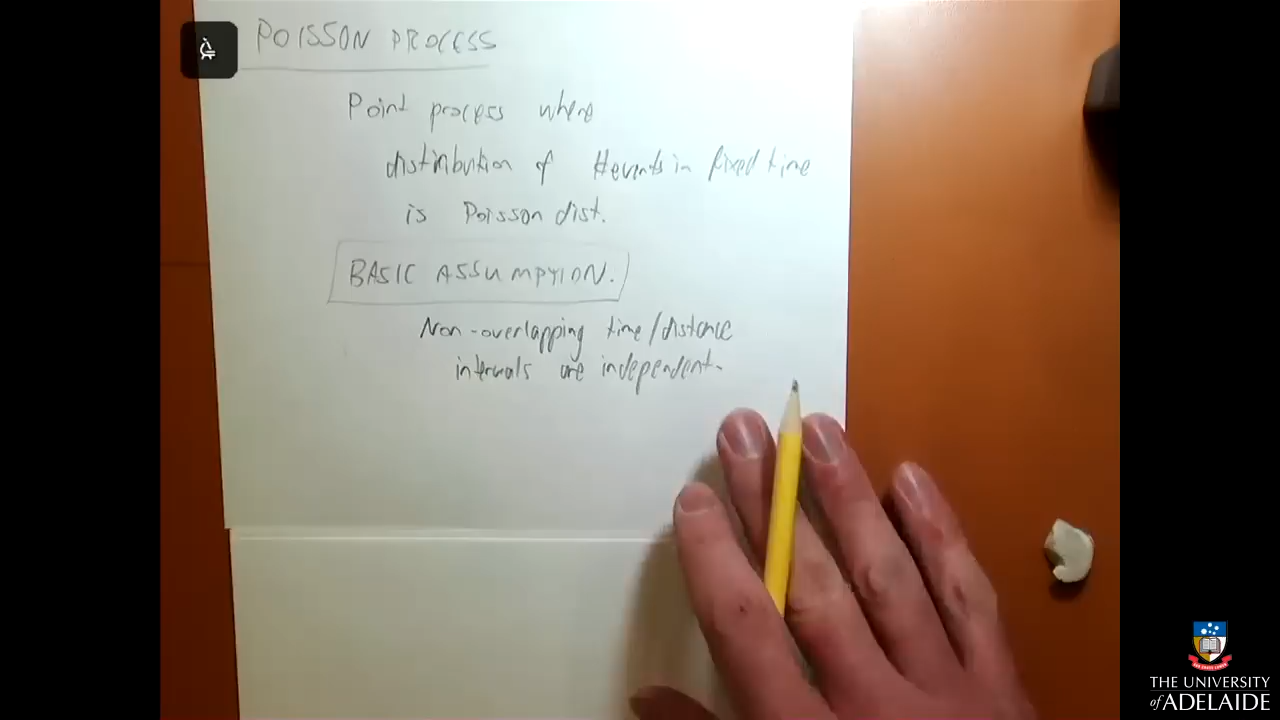 POISSON PROCESS
Point process where
distribution of #events in fixed time
is Poisson dist.
BASIC ASSUMPTION.
Non-overlapping time/distance
intervals are independent.
THE UNIVERSITY
of ADELAIDE